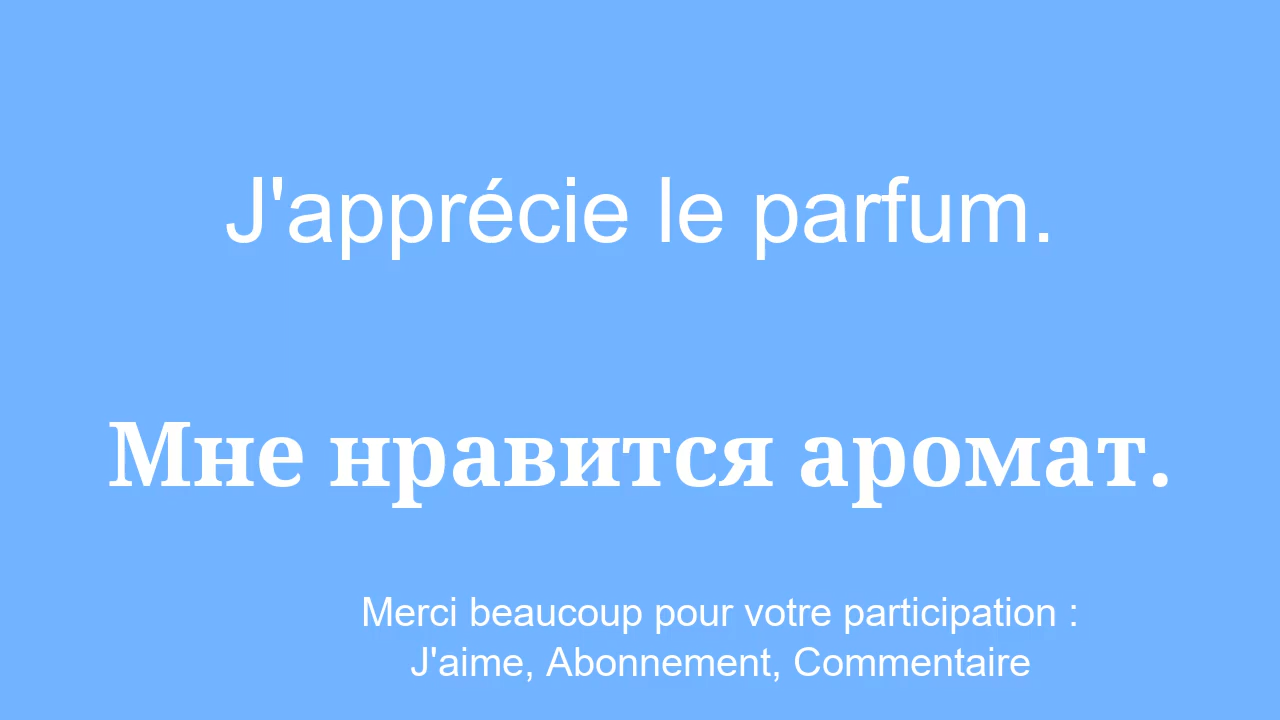 J'apprécie le parfum.
Мне нравится аромат.
Merci beaucoup pour votre participation :
J'aime, Abonnement, Commentaire